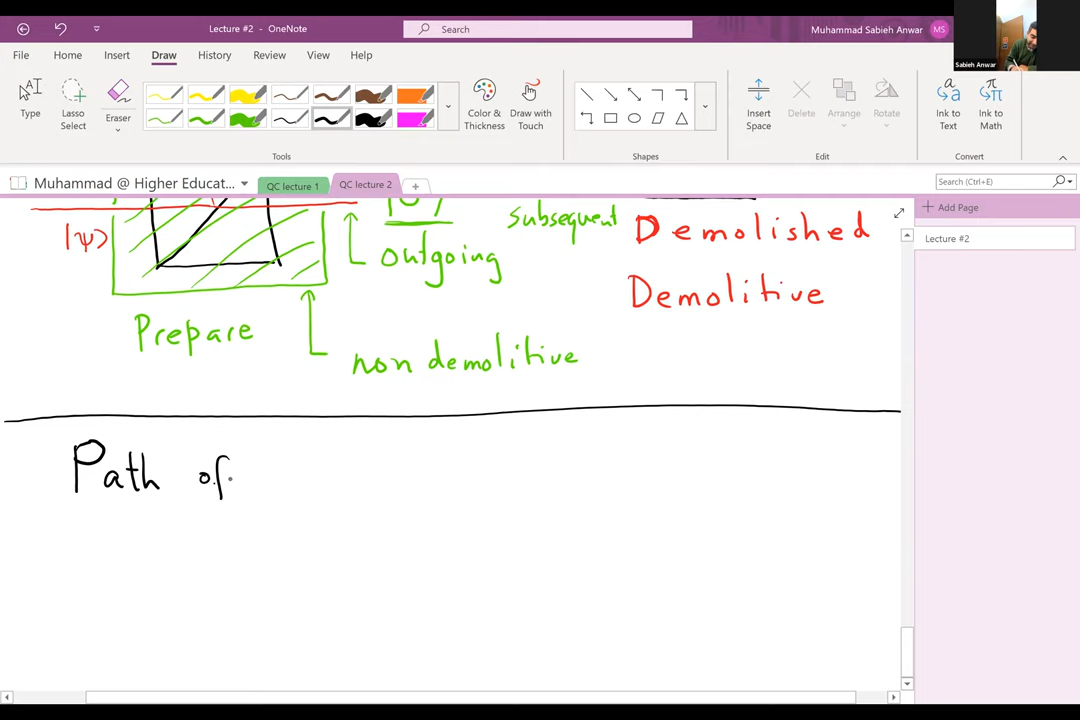 Lecture #2 - OneNote
Search
Muhammad Sabieh Anwar
MS
Sabieh Anwar
File
Home
Insert
Draw
History
Review
View
Help
Type
Lasso Select
Eraser
Color & Thickness
Draw with Touch
Insert Space
Delete
Arrange
Rotate
Ink to Text
Ink to Math
Tools
Shapes
Edit
Convert
Muhammad @ Higher Educat...
QC lecture 1
QC lecture 2
Search (Ctrl+E)
Add Page
Lecture #2
|ψ⟩
subsequent
Demolished
outgoing
Demolitive
Prepare
non demolitive
Path of